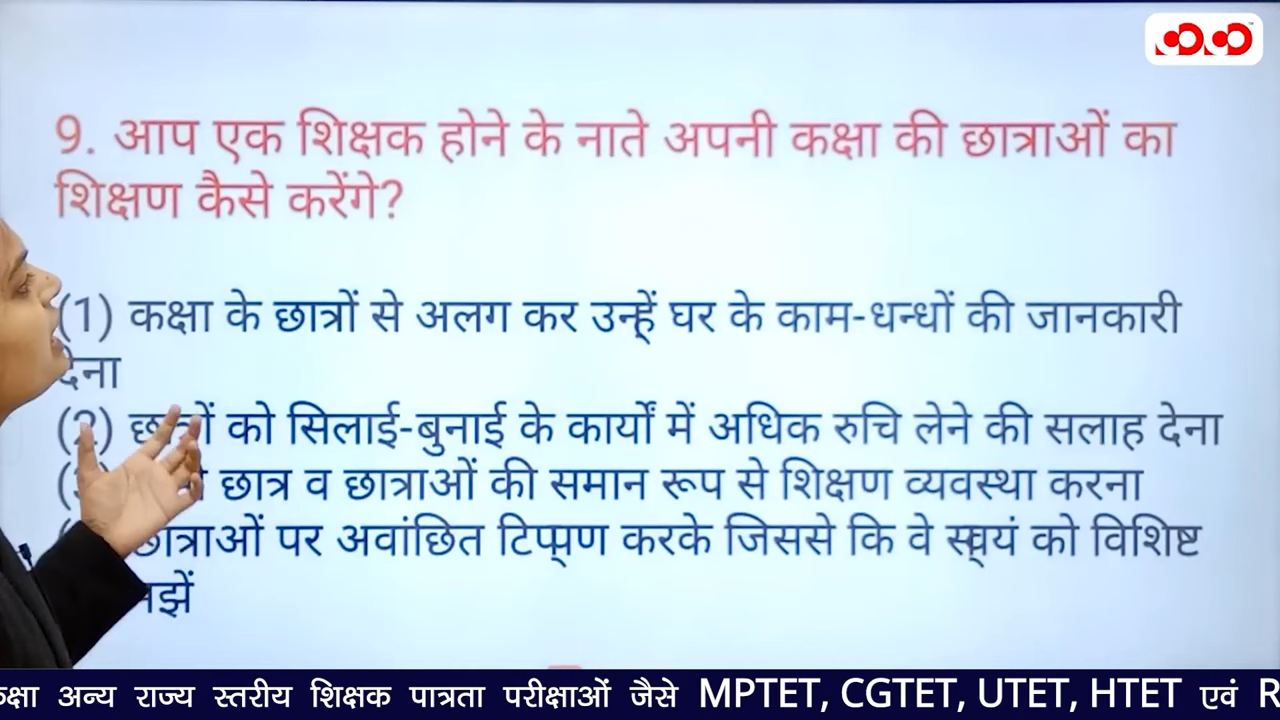 9. आप एक शिक्षक होने के नाते अपनी कक्षा की छात्राओं का
शिक्षण कैसे करेंगे?
(1) कक्षा के छात्रों से अलग कर उन्हें घर के काम-धन्धों की जानकारी
देना
(2) को सिलाई-बुनाई के कार्यों में अधिक रुचि लेने की सलाह देना
छात्र व छात्राओं की समान रूप से शिक्षण व्यवस्था करना
छात्राओं पर अवांछित टिप्पण करके जिससे कि वे स्वयं को विशिष्ट
अन्य राज्य स्तरीय शिक्षक पात्रता परीक्षाओं जैसे MPTET, CGTET, UTET, HTET एवं